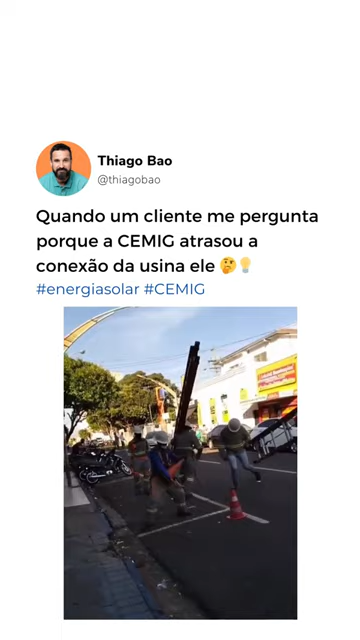 Thiago Bao
@thiagobao
Quando um cliente me pergunta
porque a CEMIG atrasou a
conexão da usina ele 🤔💡
#energiasolar #CEMIG